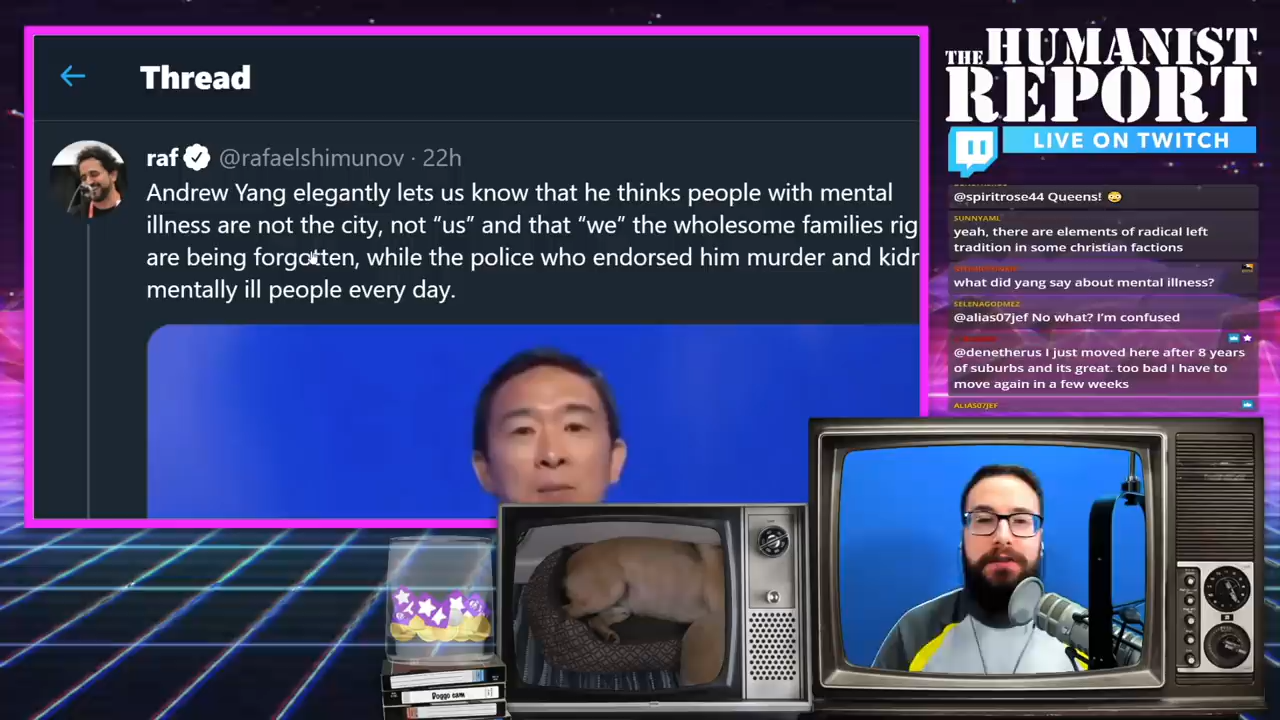 Thread
raf @rafaelshimunov · 22h
Andrew Yang elegantly lets us know that he thinks people with mental
illness are not the city, not “us” and that “we” the wholesome families rig
are being forgotten, while the police who endorsed him murder and kidn
mentally ill people every day.
THE HUMANIST
REPORT
LIVE ON TWITCH
@spiritrose44 Queens!
SUNNYAML
yeah, there are elements of radical left
tradition in some christian factions
what did yang say about mental illness?
SELENAGODMEZ
@alias07jef No what? I’m confused
@denetherus I just moved here after 8 years
of suburbs and its great. too bad I have to
move again in a few weeks
ALIAS07JEF
Doggo cam